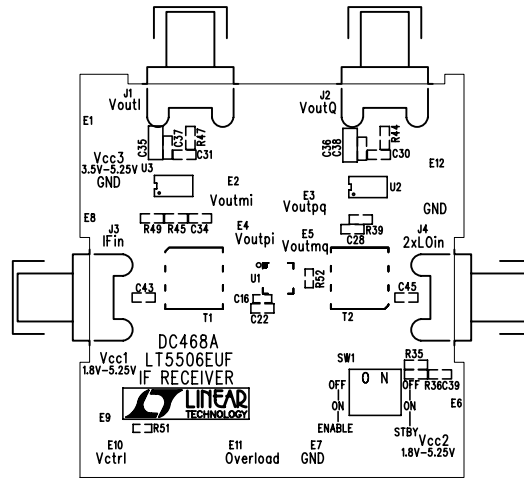 J1
VoutI
J2
VoutQ
E1
C35
C37
R47
C31
C36
C38
R44
C30
Vcc3
3.5V-5.25V
GND
U3
E2
Voutmi
U2
E12
E3
Voutpq
GND
E8
R49
R45
C34
E4
Voutpi
E5
Voutmq
R39
C28
J3
IFin
J4
2xLOin
C43
U1
R52
C45
C16
C22
T1
T2
DC468A
LT5506EUF
IF RECEIVER
Vcc1
1.8V-5.25V
LT LINEAR
TECHNOLOGY
SW1
O N
OFF
ON
ENABLE
R35
OFF
R36
C39
ON
STBY
E6
E9
R51
E10
Vctrl
E11
Overload
E7
GND
Vcc2
1.8V-5.25V